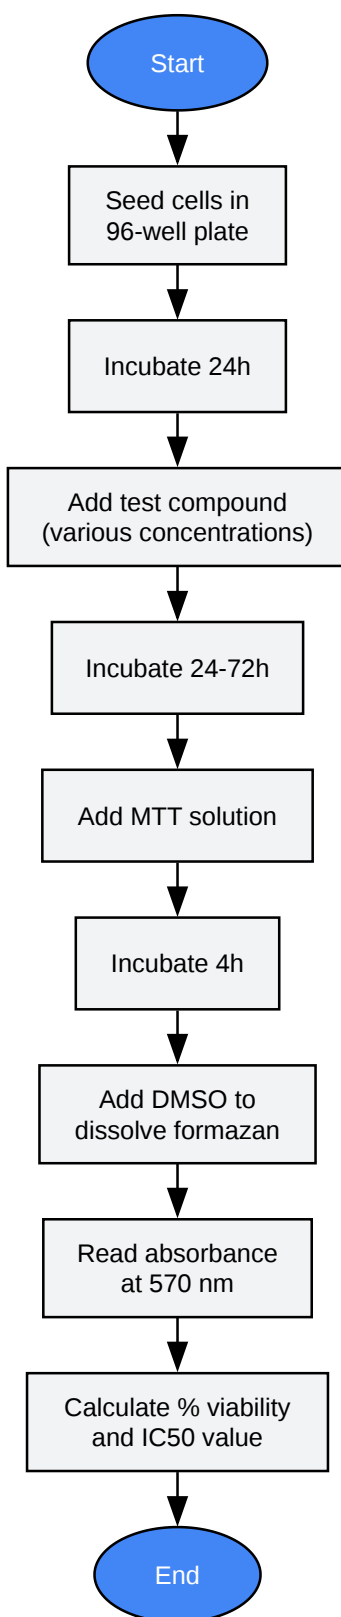 Start
Seed cells in
96-well plate
Incubate 24h
Add test compound
(various concentrations)
Incubate 24-72h
Add MTT solution
Incubate 4h
Add DMSO to
dissolve formazan
Read absorbance
at 570 nm
Calculate % viability
and IC50 value
End